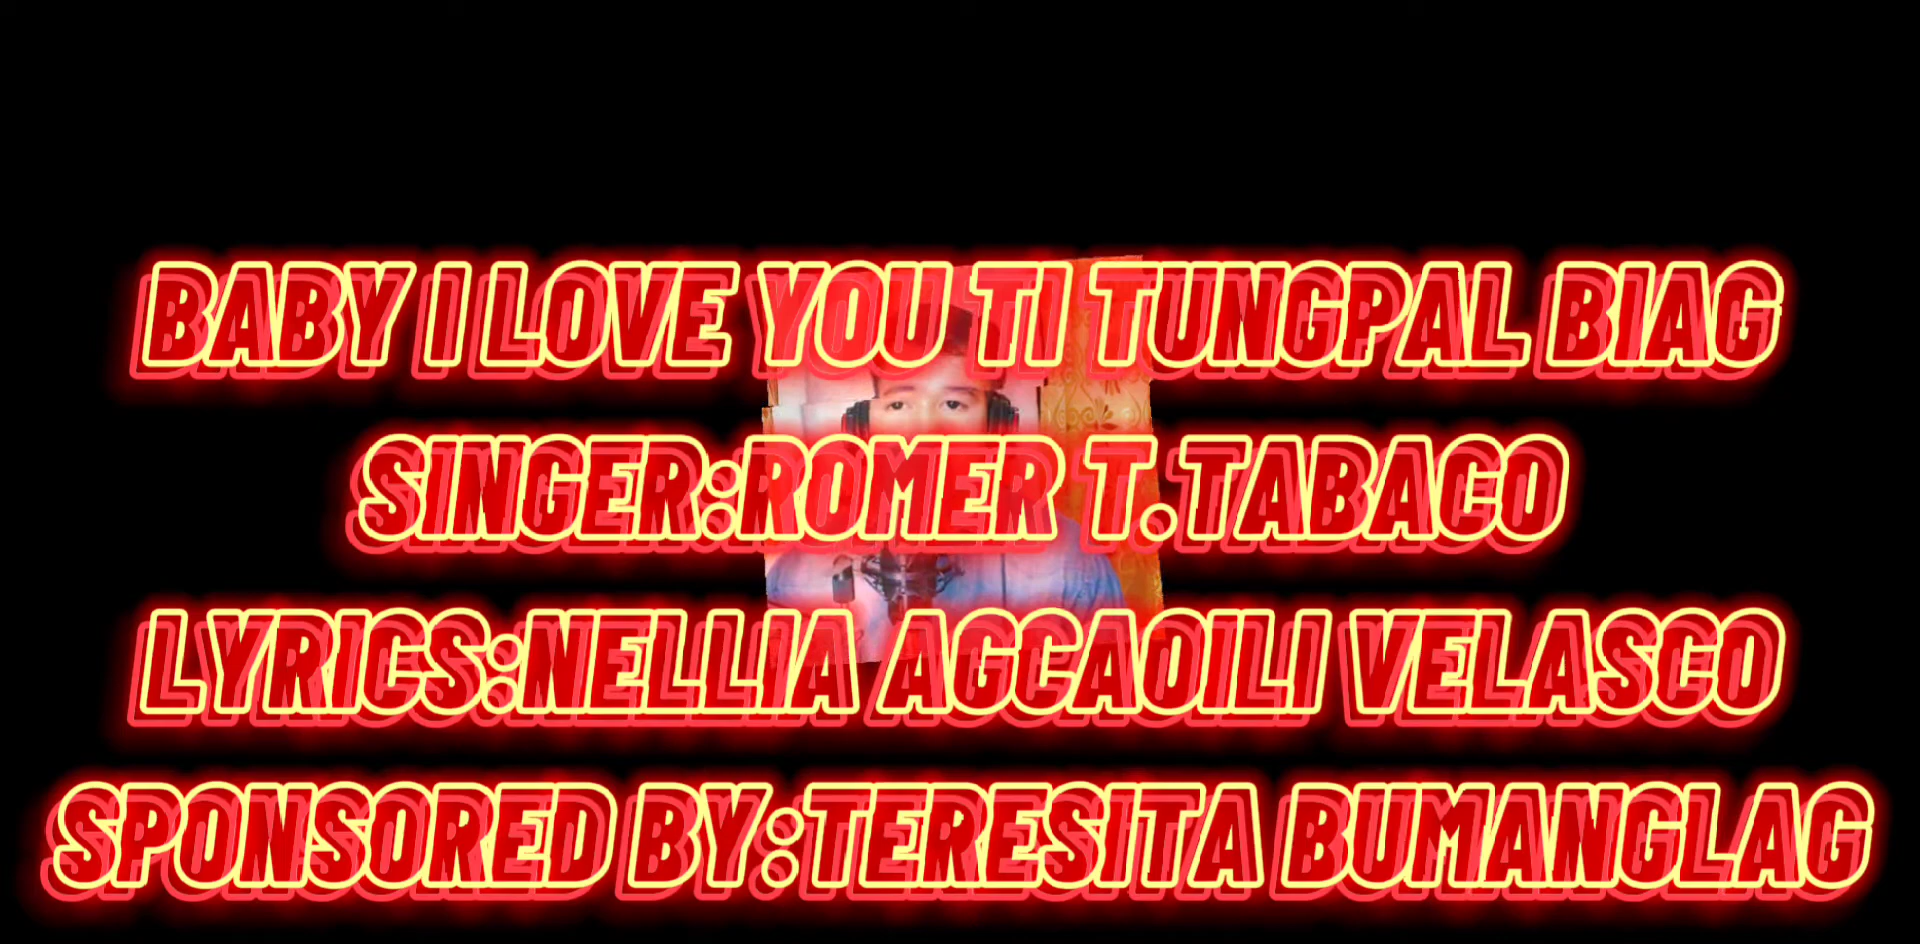 BABY I LOVE YOU TI TUNGPAL BIAG
SINGER:ROMER T.TABACO
LYRICS:NELLIA AGCAOILI VELASCO
SPONSORED BY:TERESITA BUMANGLAG